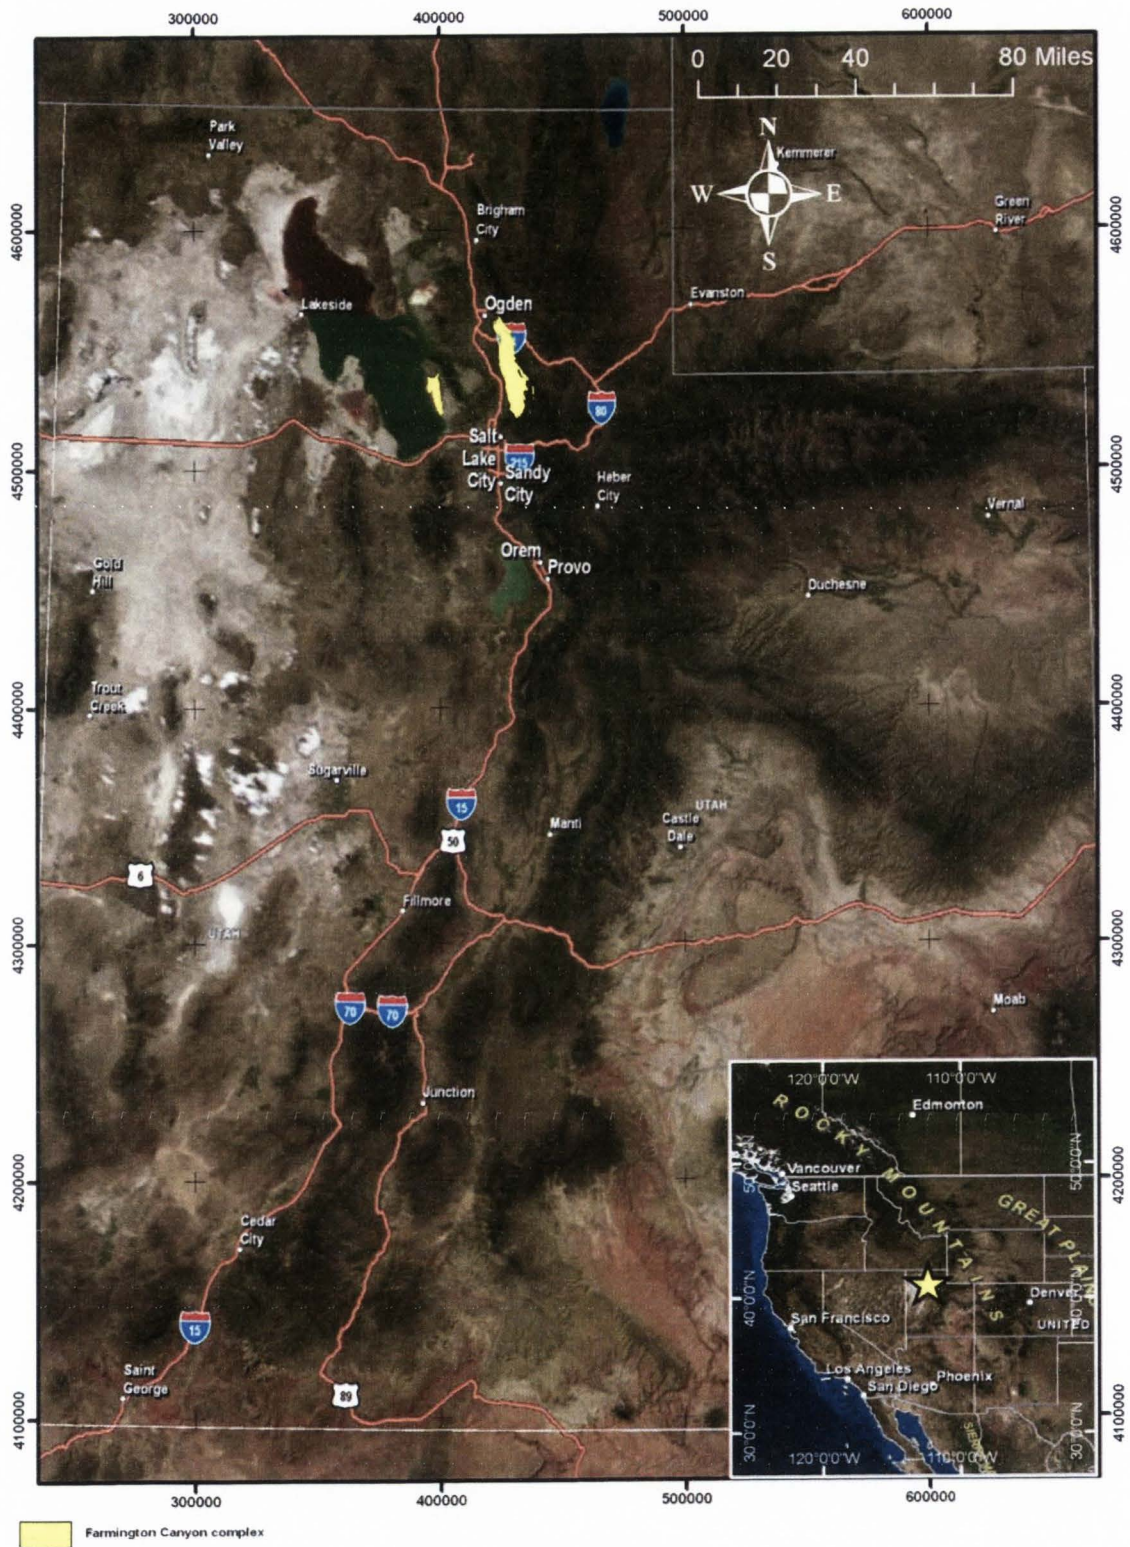 300000 400000 500000 600000
0 20 40 80 Miles
N
W E
S
Park
Valley
Kemmerer
Green
River
4600000
4600000
Brigham
City
Evanston
Lakeside
Ogden
80
Salt
Lake
City
215
Sandy
City
Heber
City
4500000
4500000
Vernal
Orem
Provo
Gold
Hill
Duchesne
Trout
Creek
4400000
4400000
Sugarville
15
UTAH
Castle
Dale
Manti
50
6
Fillmore
UTAH
4300000
4300000
70
70
Moab
Junction
4200000
4200000
Cedar
City
15
Saint
George
89
4100000
4100000
120°0'0"W 110°0'0"W
Edmonton
ROCKY MOUNTAINS
50°0'0"N
50°0'0"N
Vancouver
Seattle
GREAT PLAIN
40°0'0"N
Denver
San Francisco
UNITED
Los Angeles
San Diego
Phoenix
30°0'0"N
30°0'0"N
120°0'0"W 110°0'0"W
300000 400000 500000 600000
Farmington Canyon complex